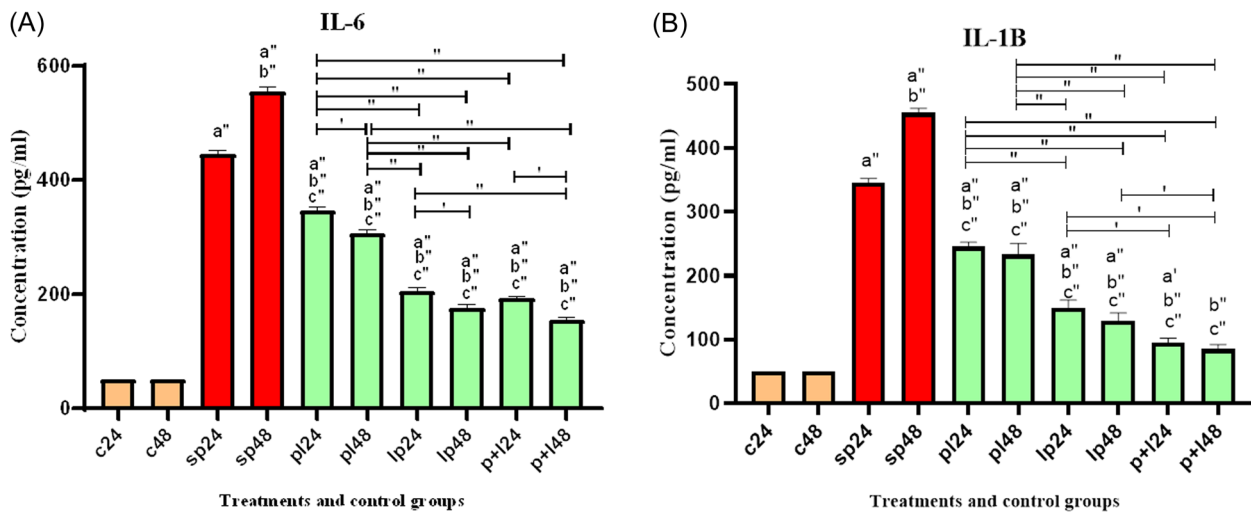 (A)
IL-6
Concentration (pg/ml)
600
400
200
0
a"
a"
b"
a"
b"
c"
a"
b"
c"
a"
b"
c"
a"
b"
c"
a"
b"
c"
a"
b"
c"
"
"
"
"
'
"
"
"
"
'
"
'
c24
c48
sp24
sp48
pl24
pl48
lp24
lp48
p+l24
p+l48
Treatments and control groups
(B)
IL-1B
Concentration (pg/ml)
500
400
300
200
100
0
a"
a"
b"
a"
b"
c"
a"
b"
c"
a"
b"
c"
a"
b"
c"
a'
b"
c"
b"
c"
"
"
"
"
"
"
"
"
'
'
'
c24
c48
sp24
sp48
pl24
pl48
lp24
lp48
p+l24
p+l48
Treatments and control groups